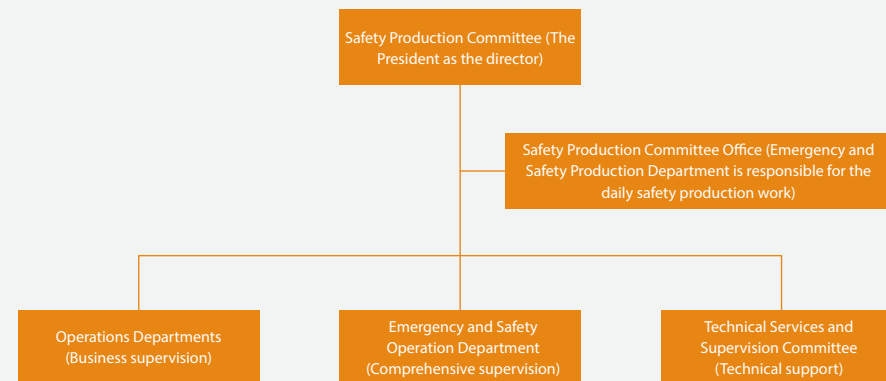 Safety Production Committee (The
President as the director)
Safety Production Committee Office (Emergency and
Safety Production Department is responsible for the
daily safety production work)
Operations Departments
(Business supervision)
Emergency and Safety
Operation Department
(Comprehensive supervision)
Technical Services and
Supervision Committee
(Technical support)